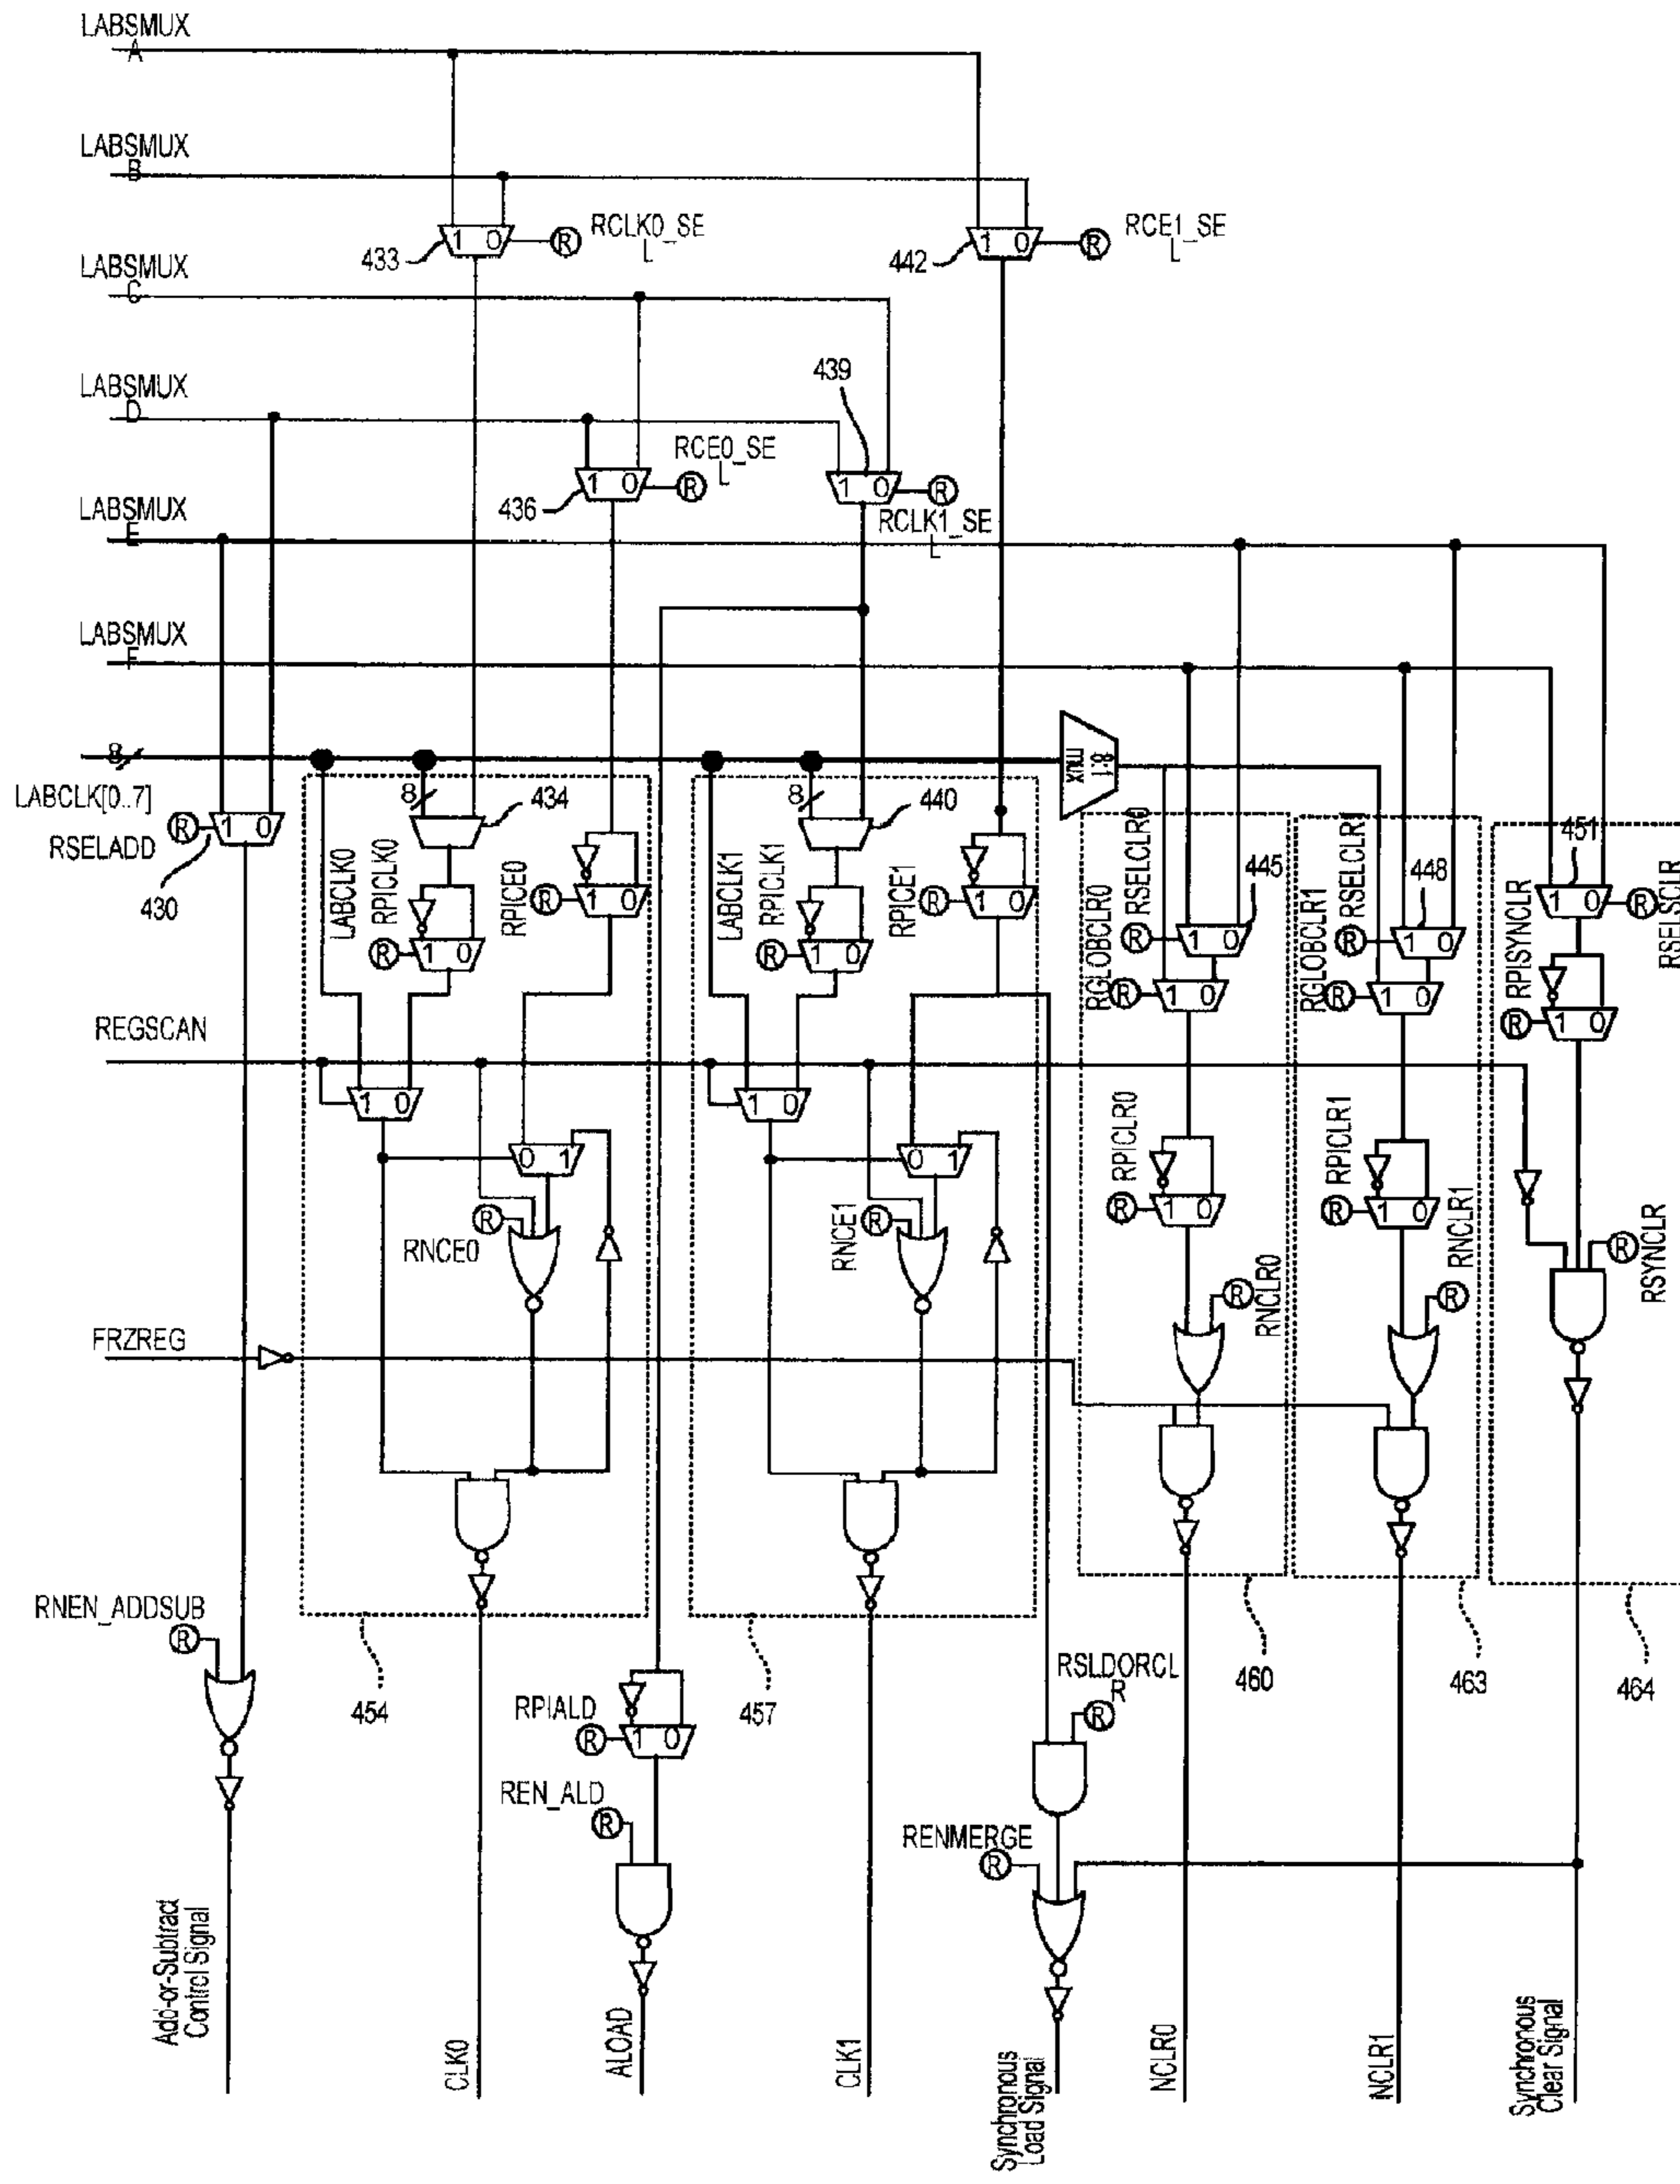 LABSMUX
A
LABSMUX
B
RCLK0_SE
L
RCE1_SE
L
1 0
R
433
1 0
R
442
LABSMUX
C
LABSMUX
D
439
RCE0_SE
L
1 0
R
436
1 0
R
RCLK1_SE
L
LABSMUX
E
LABSMUX
F
8
LABCLK[0..7]
8:1
mux
R
1 0
RSELADD
430
8
434
8
440
LABCLK0
RPICLK0
RPICE0
R
1 0
R
1 0
LABCLK1
RPICLK1
RPICE1
R
1 0
R
1 0
RGLOBCLR0
RSELCLR0
445
R
1 0
R
1 0
RGLOBCLR1
RSELCLR1
448
R
1 0
R
1 0
451
1 0
R
RSELSCLR
RPISYNCLR
R
1 0
REGSCAN
1 0
0 1
1 0
0 1
RNCE0
R
RNCE1
R
RPICLR0
R
1 0
RPICLR1
R
1 0
RNCLR0
R
RNCLR1
R
RSYNCLR
R
FRZREG
RNEN_ADDSUB
R
454
457
460
463
464
RPIALD
R
1 0
REN_ALD
R
RSLDORCL
R
R
RENMERGE
R
Add-or-Subtract
Control Signal
CLK0
ALOAD
CLK1
Synchronous
Load Signal
NCLR0
NCLR1
Synchronous
Clear Signal